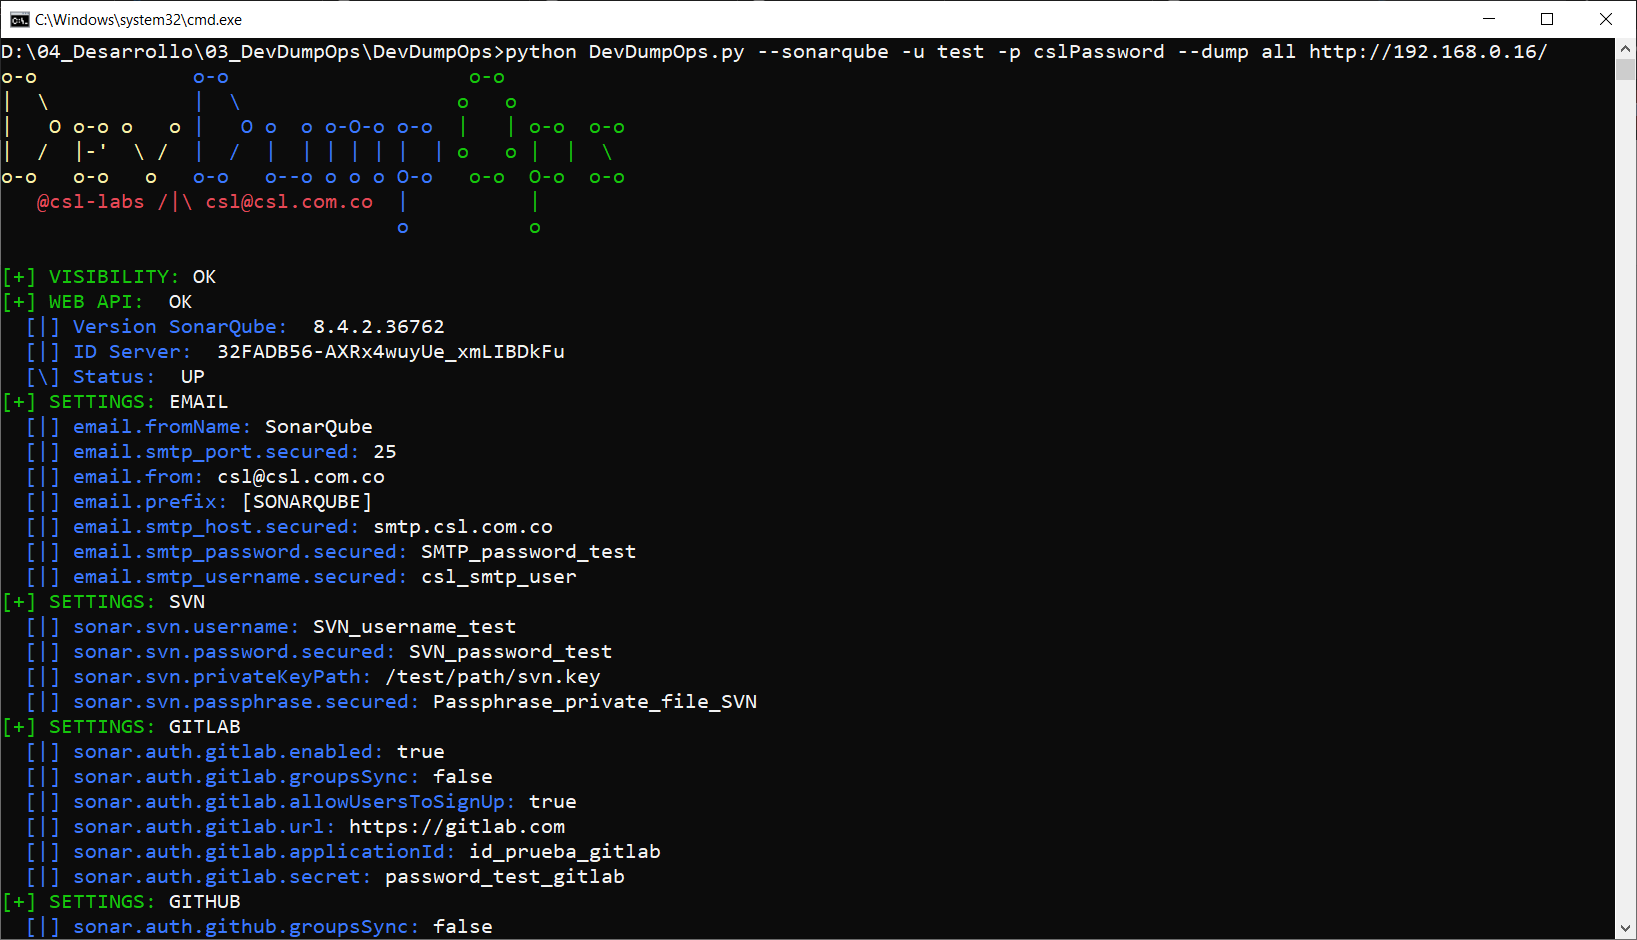 C:\Windows\system32\cmd.exe
D:\04_Desarrollo\03_DevDumpOps\DevDumpOps>python DevDumpOps.py --sonarqube -u test -p cslPassword --dump all http://192.168.0.16/
o-o             o-o                    o-o
|  \            |  \                  o   o
|   O o-o o   o |   O o  o o-O-o o-o  |   | o-o  o-o
|  /  |-'  \ /  |  /  |  | | | | |  | o   o |  |  \
o-o   o-o   o   o-o   o--o o o o O-o   o-o  O-o  o-o
   @csl-labs /|\ csl@csl.com.co  |          |
                                 o          o
[+] VISIBILITY: OK
[+] WEB API:  OK
  [|] Version SonarQube:  8.4.2.36762
  [|] ID Server:  32FADB56-AXRx4wuyUe_xmLIBDkFu
  [\] Status:  UP
[+] SETTINGS: EMAIL
  [|] email.fromName: SonarQube
  [|] email.smtp_port.secured: 25
  [|] email.from: csl@csl.com.co
  [|] email.prefix: [SONARQUBE]
  [|] email.smtp_host.secured: smtp.csl.com.co
  [|] email.smtp_password.secured: SMTP_password_test
  [|] email.smtp_username.secured: csl_smtp_user
[+] SETTINGS: SVN
  [|] sonar.svn.username: SVN_username_test
  [|] sonar.svn.password.secured: SVN_password_test
  [|] sonar.svn.privateKeyPath: /test/path/svn.key
  [|] sonar.svn.passphrase.secured: Passphrase_private_file_SVN
[+] SETTINGS: GITLAB
  [|] sonar.auth.gitlab.enabled: true
  [|] sonar.auth.gitlab.groupsSync: false
  [|] sonar.auth.gitlab.allowUsersToSignUp: true
  [|] sonar.auth.gitlab.url: https://gitlab.com
  [|] sonar.auth.gitlab.applicationId: id_prueba_gitlab
  [|] sonar.auth.gitlab.secret: password_test_gitlab
[+] SETTINGS: GITHUB
  [|] sonar.auth.github.groupsSync: false